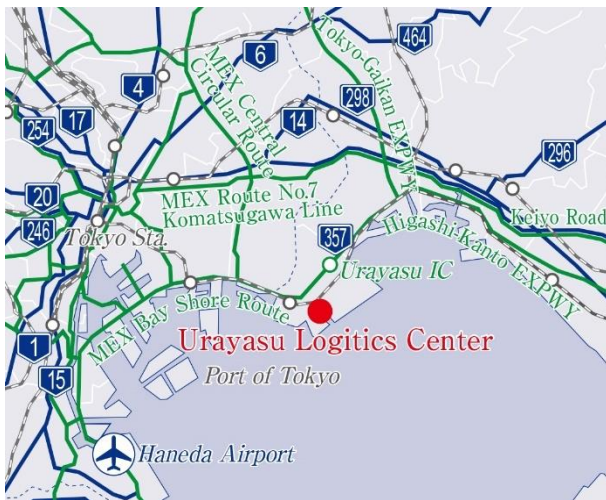 464
6
4
MEX Central
Circular Route
Tokyo-Gaikan EXPWY
17
298
254
14
296
20
MEX Route No.7
Komatsugawa Line
246
Keiyo Road
Tokyo Sta.
357
Higashi-Kanto EXPWY
Urayasu IC
MEX Bay Shore Route
1
Urayasu Logitics Center
15
Port of Tokyo
Haneda Airport